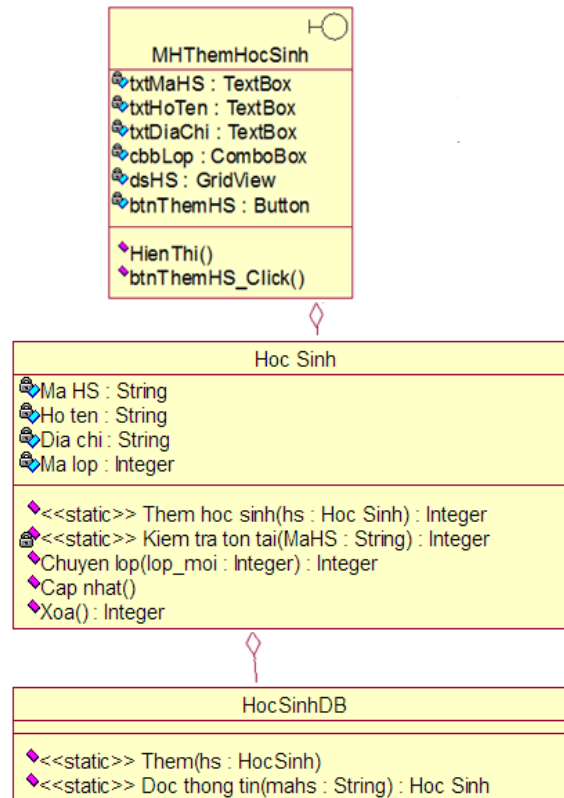 MHThemHocSinh
txtMaHS : TextBox
txtHoTen : TextBox
txtDiaChi : TextBox
cbbLop : ComboBox
dsHS : GridView
btnThemHS : Button
HienThi()
btnThemHS_Click()
Hoc Sinh
Ma HS : String
Ho ten : String
Dia chi : String
Ma lop : Integer
<<static>> Them hoc sinh(hs : Hoc Sinh) : Integer
<<static>> Kiem tra ton tai(MaHS : String) : Integer
Chuyen lop(lop_moi : Integer) : Integer
Cap nhat()
Xoa() : Integer
HocSinhDB
<<static>> Them(hs : HocSinh)
<<static>> Doc thong tin(mahs : String) : Hoc Sinh